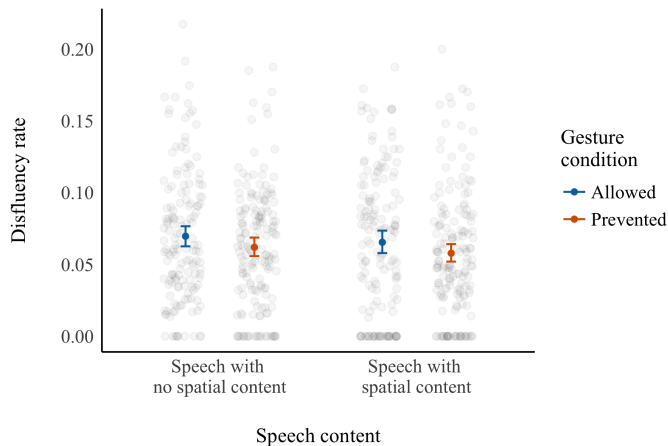 0.20
0.15
0.10
0.05
0.00
Disfluency rate
Speech with
no spatial content
Speech with
spatial content
Speech content
Gesture
condition
Allowed
Prevented